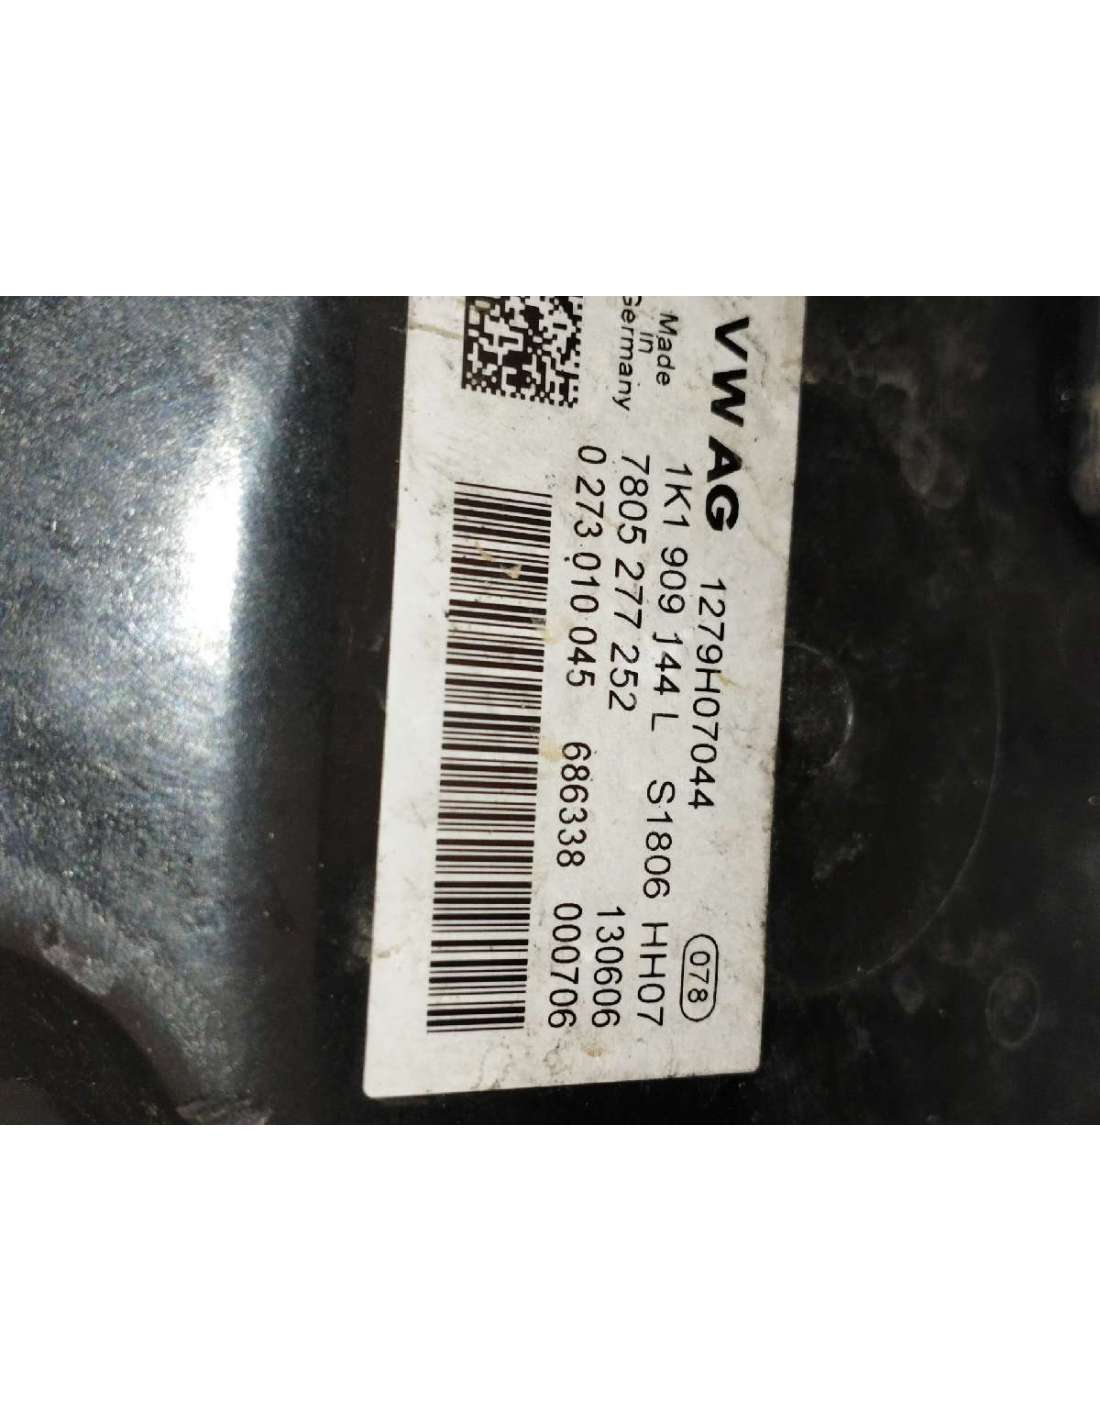 VW AG 1279H07044 078
1K1 909 144 L S1806 HH07
7805 277 252 130606
0 273 010 045 686338 000706
Made
in
Germany